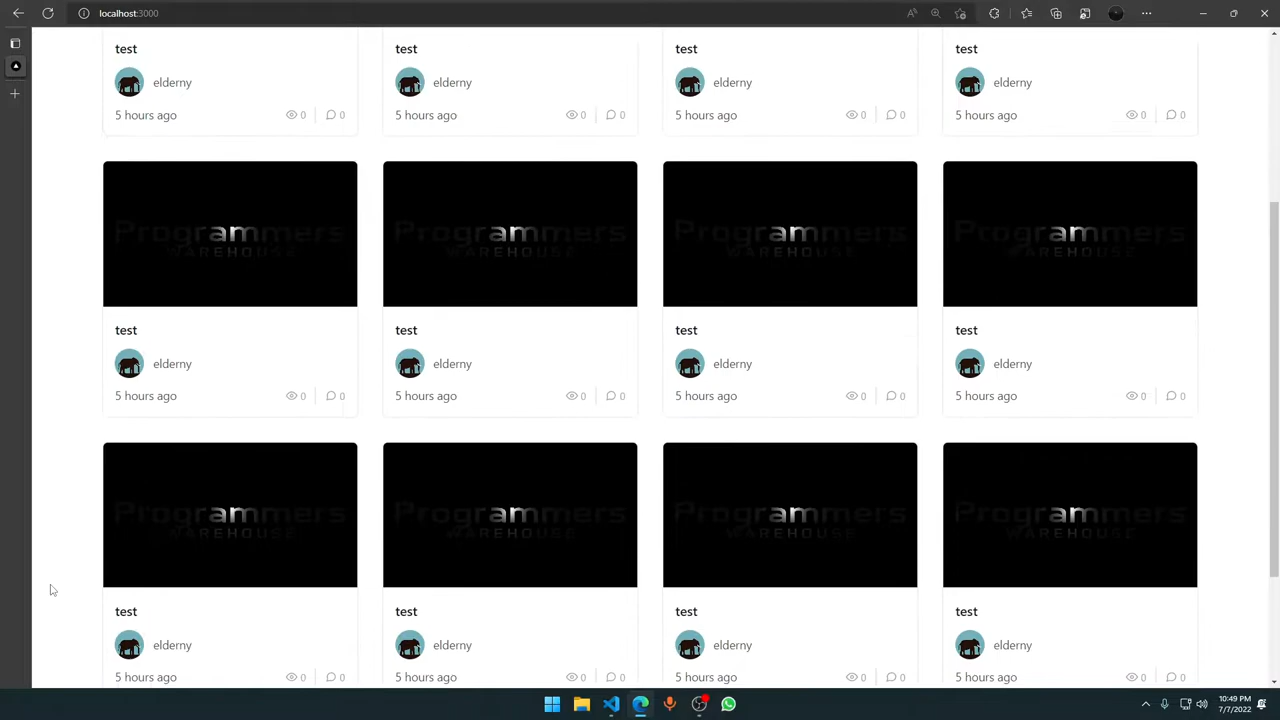 localhost:3000
test test test test
elderny elderny elderny elderny
5 hours ago 0 0 5 hours ago 0 0 5 hours ago 0 0 5 hours ago 0 0
Programmers Programmers Programmers Programmers
WAREHOUSE WAREHOUSE WAREHOUSE WAREHOUSE
test test test test
elderny elderny elderny elderny
5 hours ago 0 0 5 hours ago 0 0 5 hours ago 0 0 5 hours ago 0 0
Programmers Programmers Programmers Programmers
WAREHOUSE WAREHOUSE WAREHOUSE WAREHOUSE
test test test test
elderny elderny elderny elderny
5 hours ago 0 0 5 hours ago 0 0 5 hours ago 0 0 5 hours ago 0 0
10:49 PM
7/7/2022